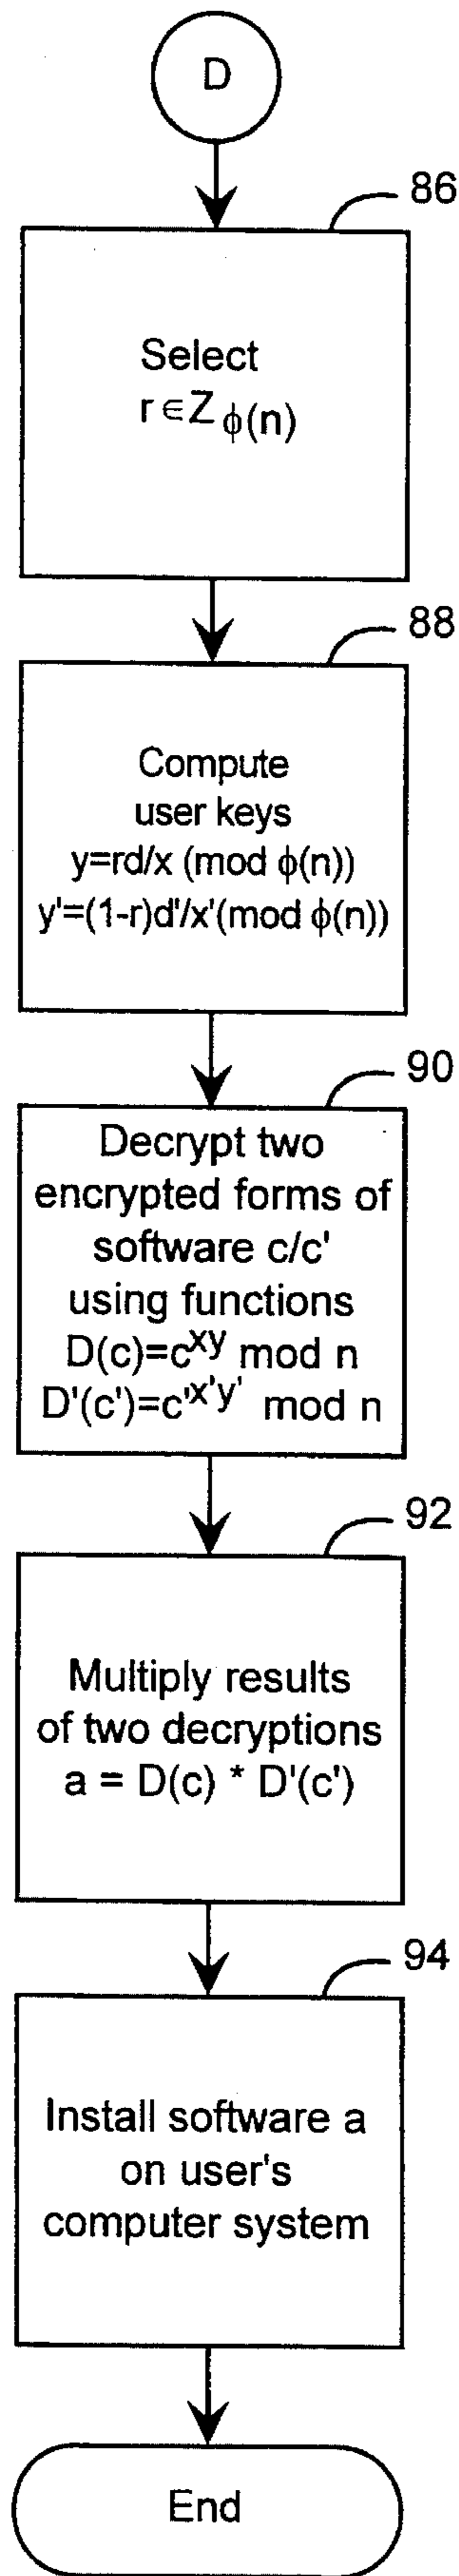 D
86
Select
r∈Z_ϕ(n)
88
Compute
user keys
y=rd/x (mod ϕ(n))
y'=(1-r)d'/x'(mod ϕ(n))
90
Decrypt two
encrypted forms of
software c/c'
using functions
D(c)=c^xy mod n
D'(c')=c'^x'y' mod n
92
Multiply results
of two decryptions
a = D(c) * D'(c')
94
Install software a
on user's
computer system
End